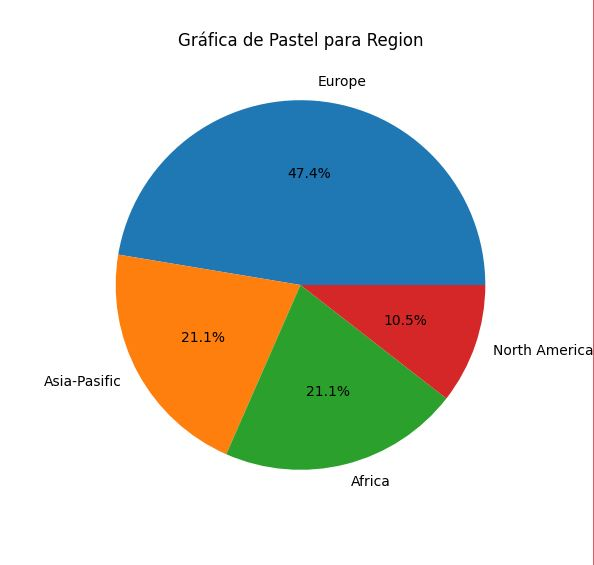 Gráfica de Pastel para Region
Europe
47.4%
21.1%
10.5%
North America
Asia-Pasific
21.1%
Africa